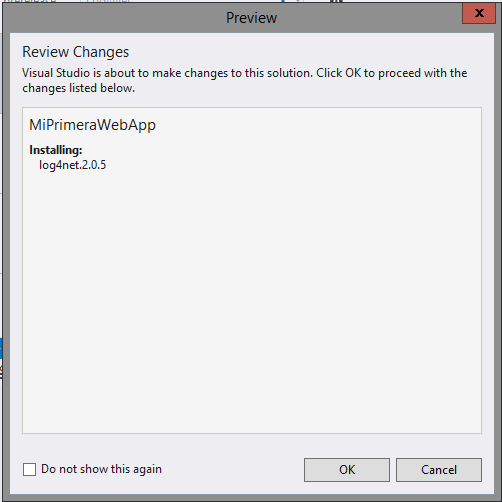 Preview
x
Review Changes
Visual Studio is about to make changes to this solution. Click OK to proceed with the
changes listed below.
MiPrimeraWebApp
Installing:
log4net.2.0.5
Do not show this again
OK
Cancel